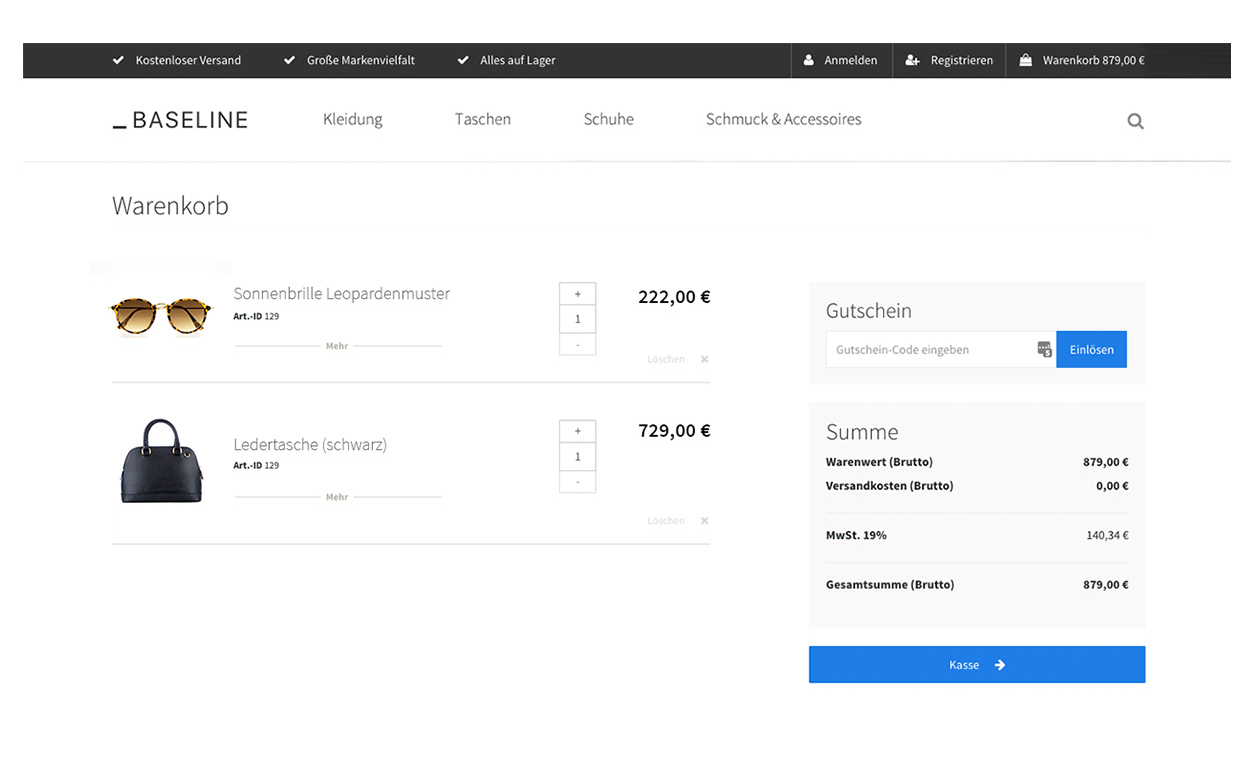 Kostenloser Versand Große Markenvielfalt Alles auf Lager Anmelden Registrieren Warenkorb 879,00 €
_ BASELINE Kleidung Taschen Schuhe Schmuck & Accessoires
Warenkorb
Sonnenbrille Leopardenmuster
Art.-ID 129
Mehr
+
1
-
222,00 €
Löschen ✖
Ledertasche (schwarz)
Art.-ID 129
Mehr
+
1
-
729,00 €
Löschen ✖
Gutschein
Gutschein-Code eingeben Einlösen
Summe
Warenwert (Brutto) 879,00 €
Versandkosten (Brutto) 0,00 €
MwSt. 19% 140,34 €
Gesamtsumme (Brutto) 879,00 €
Kasse →